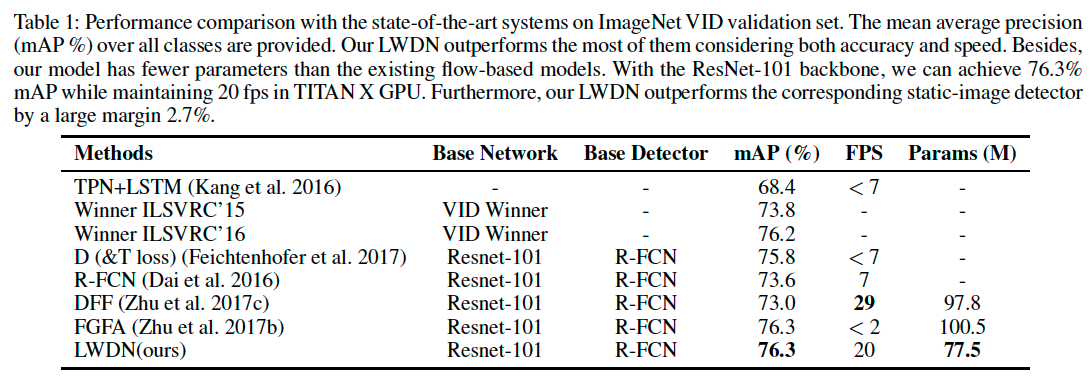 Table 1: Performance comparison with the state-of-the-art systems on ImageNet VID validation set. The mean average precision
(mAP %) over all classes are provided. Our LWDN outperforms the most of them considering both accuracy and speed. Besides,
our model has fewer parameters than the existing flow-based models. With the ResNet-101 backbone, we can achieve 76.3%
mAP while maintaining 20 fps in TITAN X GPU. Furthermore, our LWDN outperforms the corresponding static-image detector
by a large margin 2.7%.
Methods Base Network Base Detector mAP (%) FPS Params (M)
TPN+LSTM (Kang et al. 2016) - - 68.4 < 7 -
Winner ILSVRC'15 VID Winner - 73.8 - -
Winner ILSVRC'16 VID Winner - 76.2 - -
D (&T loss) (Feichtenhofer et al. 2017) Resnet-101 R-FCN 75.8 < 7 -
R-FCN (Dai et al. 2016) Resnet-101 R-FCN 73.6 7 -
DFF (Zhu et al. 2017c) Resnet-101 R-FCN 73.0 29 97.8
FGFA (Zhu et al. 2017b) Resnet-101 R-FCN 76.3 < 2 100.5
LWDN(ours) Resnet-101 R-FCN 76.3 20 77.5